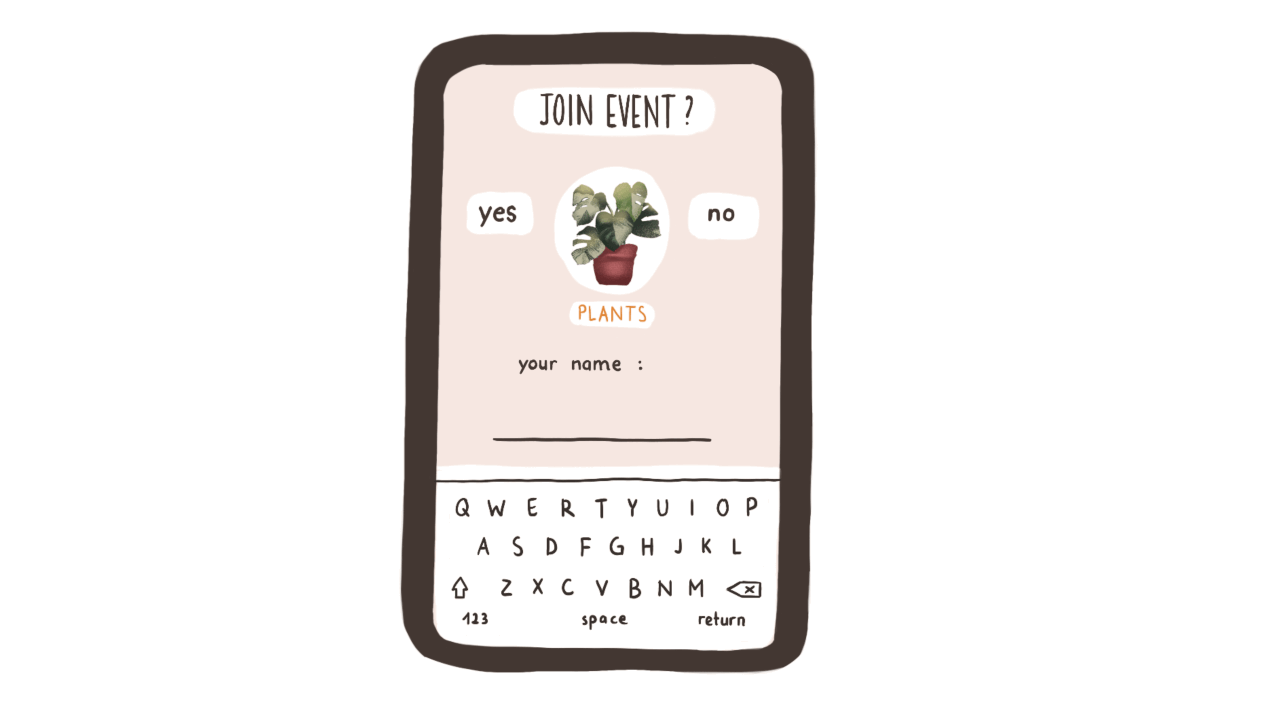 JOIN EVENT ?
yes
no
PLANTS
your name :
Q W E R T Y U I O P
A S D F G H J K L
Z X C V B N M
123 space return